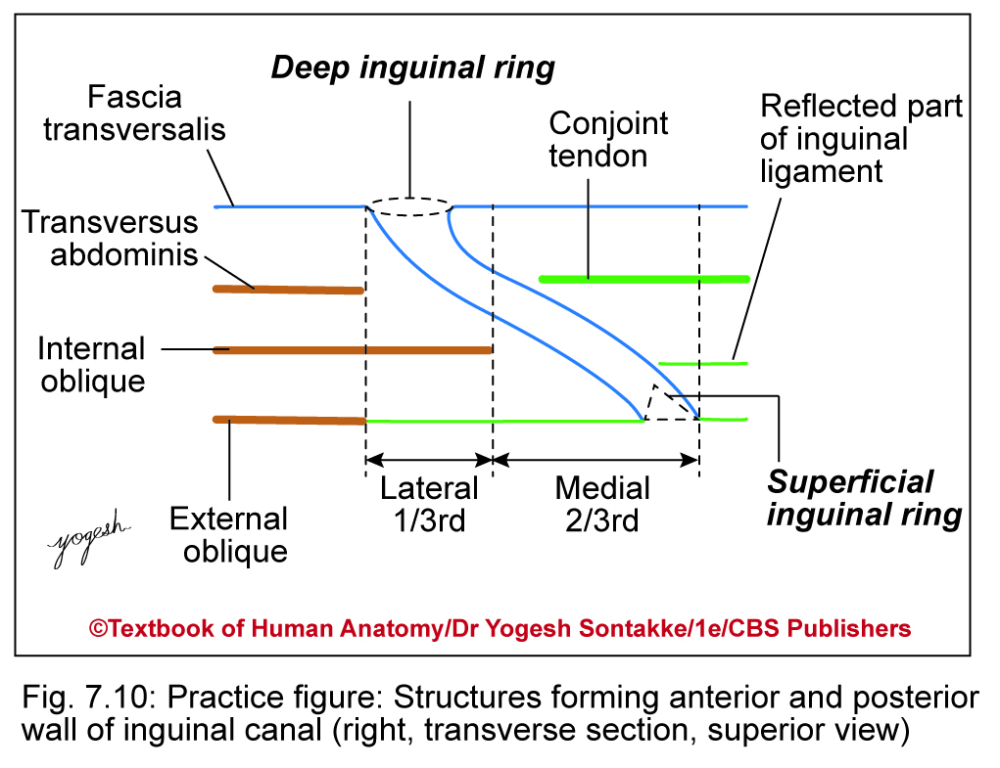 Deep inguinal ring
Fascia
transversalis
Conjoint
tendon
Reflected part
of inguinal
ligament
Transversus
abdominis
Internal
oblique
External
oblique
Lateral
1/3rd
Medial
2/3rd
Superficial
inguinal ring
yogesh
©Textbook of Human Anatomy/Dr Yogesh Sontakke/1e/CBS Publishers
Fig. 7.10: Practice figure: Structures forming anterior and posterior
wall of inguinal canal (right, transverse section, superior view)